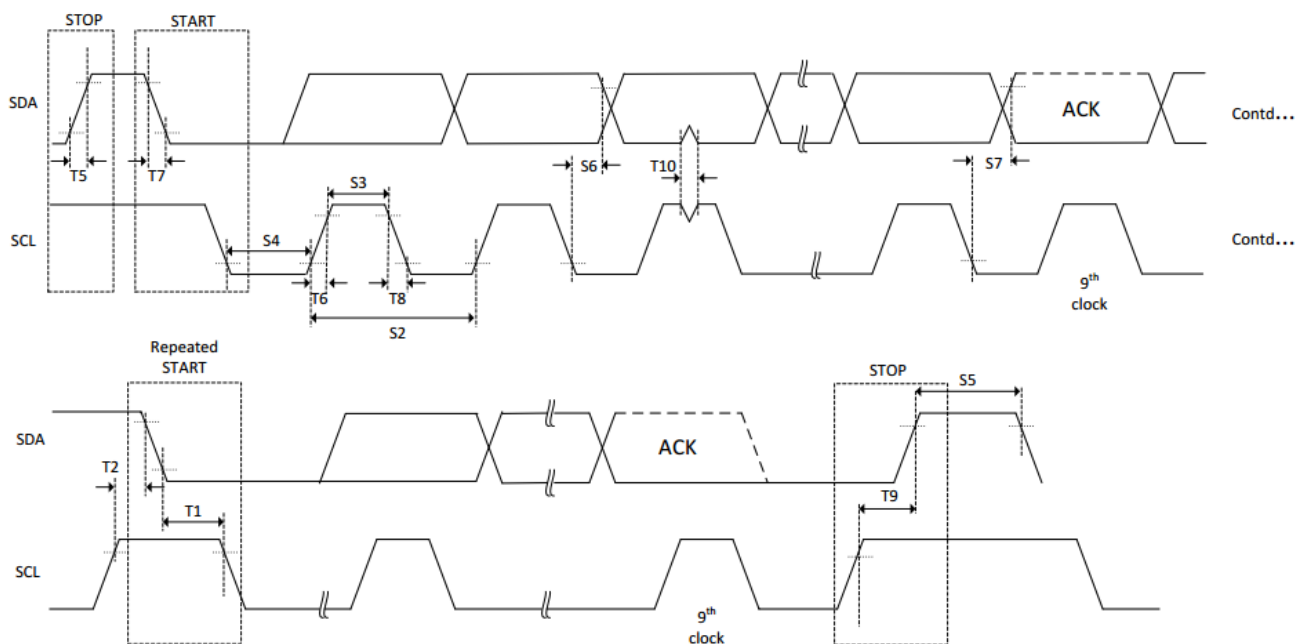 STOP START
SDA ACK Contd...
T5 T7 S6 T10 S7
S3
SCL S4 Contd...
T6 T8
9th
clock
S2
Repeated
START
STOP
S5
SDA ACK
T2
T9
T1
SCL
9th
clock